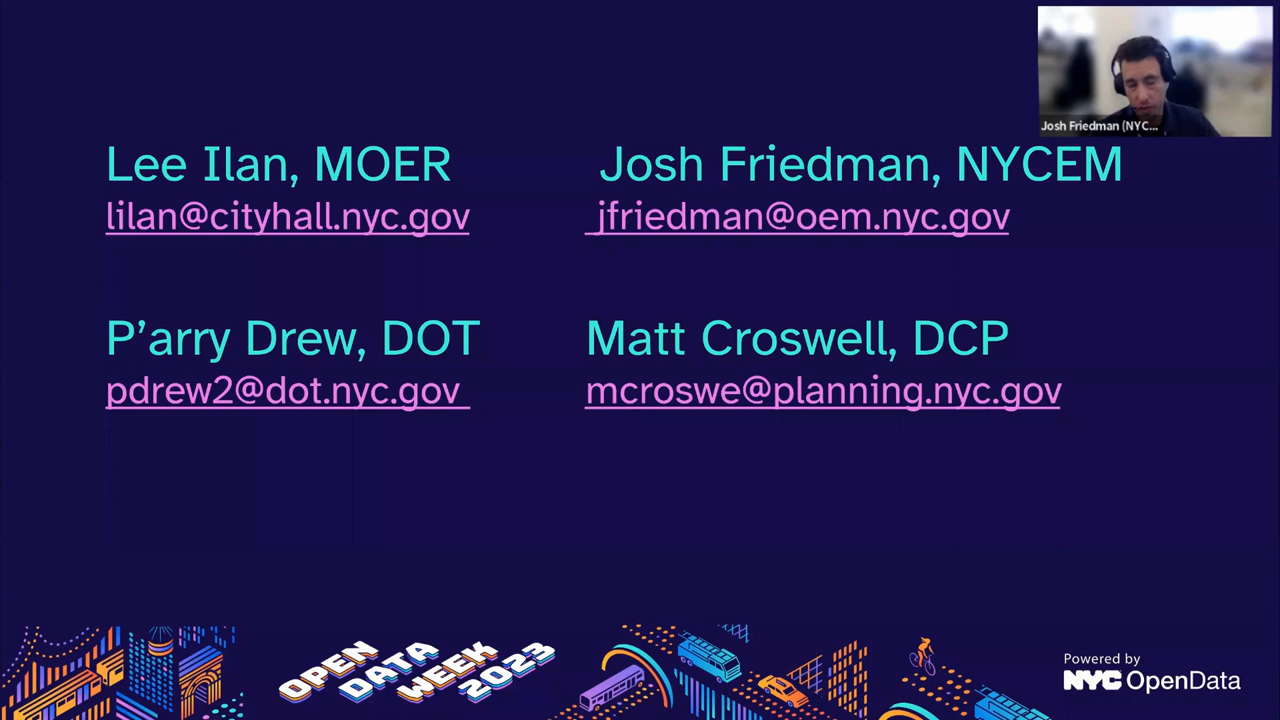 Josh Friedman (NYC...
Lee Ilan, MOER
lilan@cityhall.nyc.gov
Josh Friedman, NYCEM
jfriedman@oem.nyc.gov
P’arry Drew, DOT
pdrew2@dot.nyc.gov
Matt Croswell, DCP
mcroswe@planning.nyc.gov
OPEN
DATA
WEEK
2023
Powered by
NYC OpenData